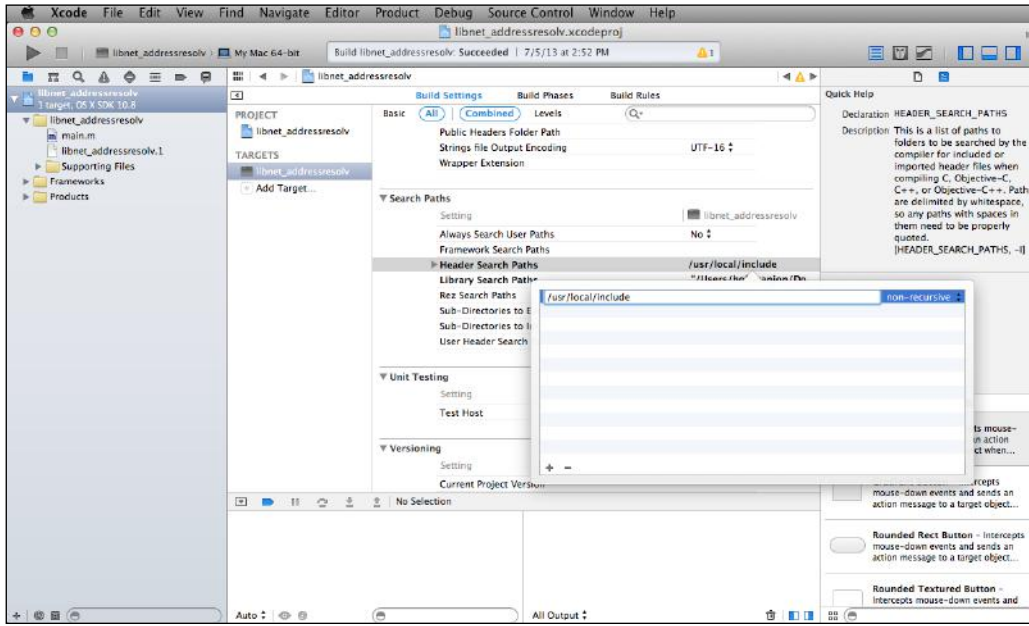 Xcode File Edit View Find Navigate Editor Product Debug Source Control Window Help
libnet_addressresolv.xcodeproj
libnet_addressresolv My Mac 64-bit
Build libnet_addressresolv: Succeeded | 7/5/13 at 2:52 PM
1
libnet_addressresolv
libnet_addressresolv
1 target, OS X SDK 10.8
libnet_addressresolv
main.m
libnet_addressresolv.1
Supporting Files
Frameworks
Products
PROJECT
libnet_addressresolv
TARGETS
libnet_addressresolv
Add Target...
Build Settings Build Phases Build Rules
Basic All Combined Levels
Public Headers Folder Path
Strings file Output Encoding UTF-16
Wrapper Extension
Search Paths
Setting libnet_addressresolv
Always Search User Paths No
Framework Search Paths
Header Search Paths /usr/local/include
Library Search Paths
Rez Search Paths
Sub-Directories to
Sub-Directories to
User Header Search
/usr/local/include non-recursive
+ −
Unit Testing
Setting
Test Host
Versioning
Setting
Current Project Version
No Selection
Auto
All Output
Quick Help
Declaration HEADER_SEARCH_PATHS
Description This is a list of paths to
folders to be searched by the
compiler for included or
imported header files when
compiling C, Objective-C,
C++, or Objective-C++. Path
are delimited by whitespace,
so any paths with spaces in
them need to be properly
quoted.
[HEADER_SEARCH_PATHS, -I]
ts mouse-
action
ct when...
mouse-down events and sends an
action message to a target object...
Rounded Rect Button - Intercepts
mouse-down events and sends an
action message to a target object...
Rounded Textured Button -
Intercepts mouse-down events and